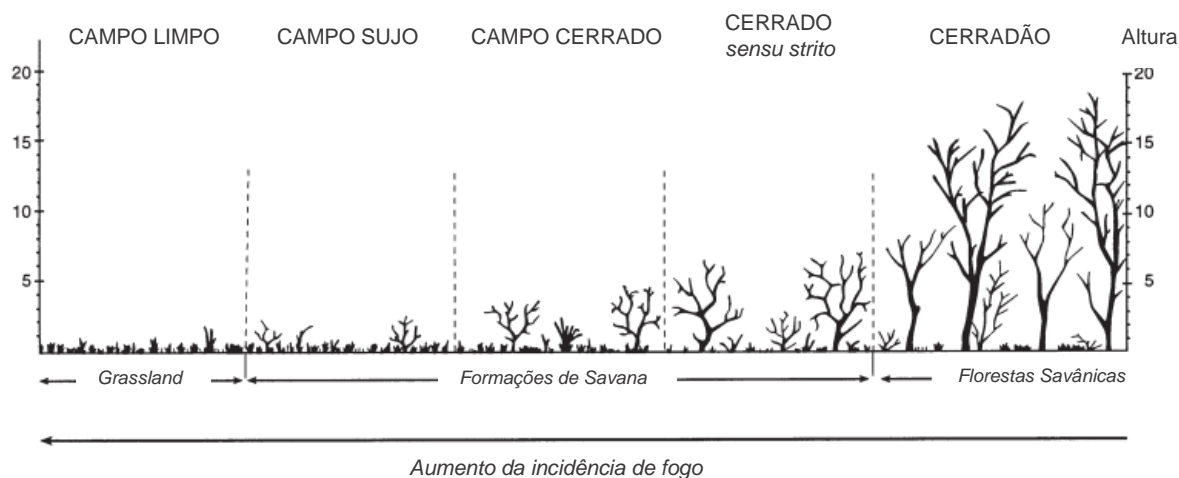 CAMPO LIMPO CAMPO SUJO CAMPO CERRADO CERRADO CERRADÃO Altura
sensu strito
20 20
15 15
10 10
5 5
Grassland Formações de Savana Florestas Savânicas
Aumento da incidência de fogo